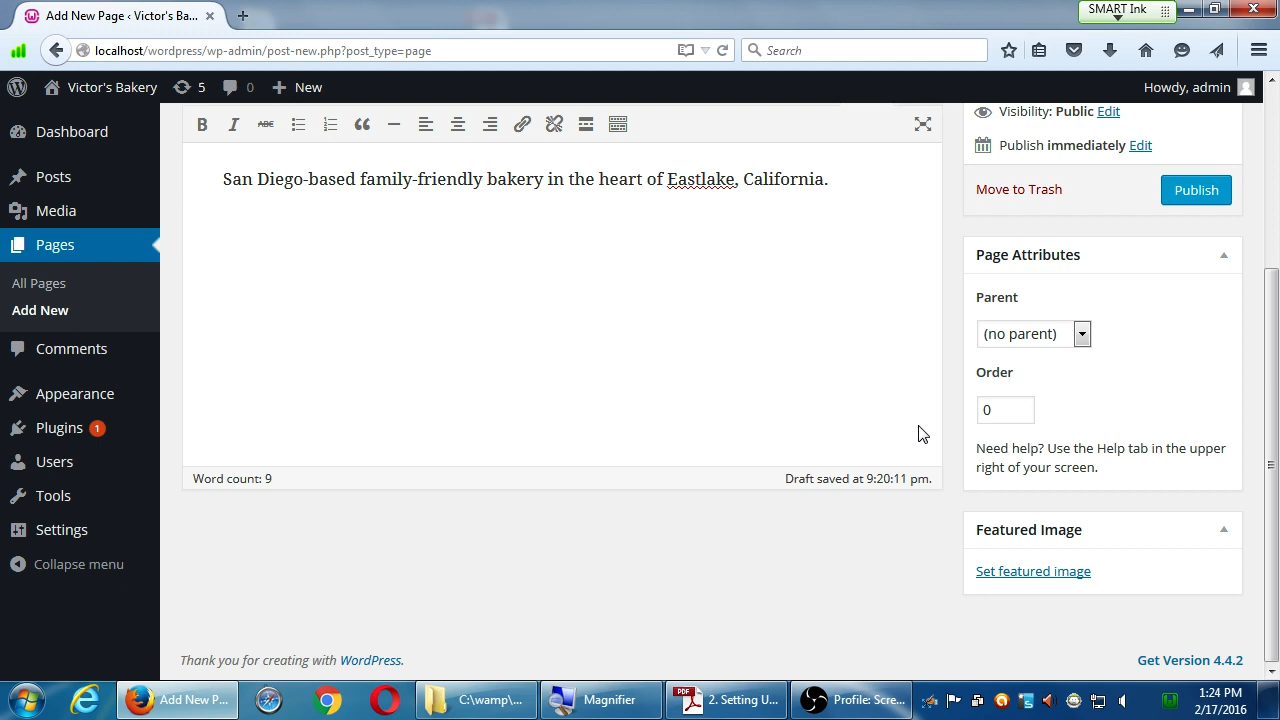 Add New Page ‹ Victor's Ba...
SMART Ink
localhost/wordpress/wp-admin/post-new.php?post_type=page
Search
Victor's Bakery
5
0
New
Howdy, admin
Dashboard
Posts
Media
Pages
All Pages
Add New
Comments
Appearance
Plugins 1
Users
Tools
Settings
Collapse menu
B I ABC
San Diego-based family-friendly bakery in the heart of Eastlake, California.
Word count: 9
Draft saved at 9:20:11 pm.
Visibility: Public Edit
Publish immediately Edit
Move to Trash
Publish
Page Attributes
Parent
(no parent)
Order
0
Need help? Use the Help tab in the upper
right of your screen.
Featured Image
Set featured image
Thank you for creating with WordPress.
Get Version 4.4.2
Add New P...
C:\wamp\...
Magnifier
PDF
2. Setting U...
Profile: Scre...
1:24 PM
2/17/2016